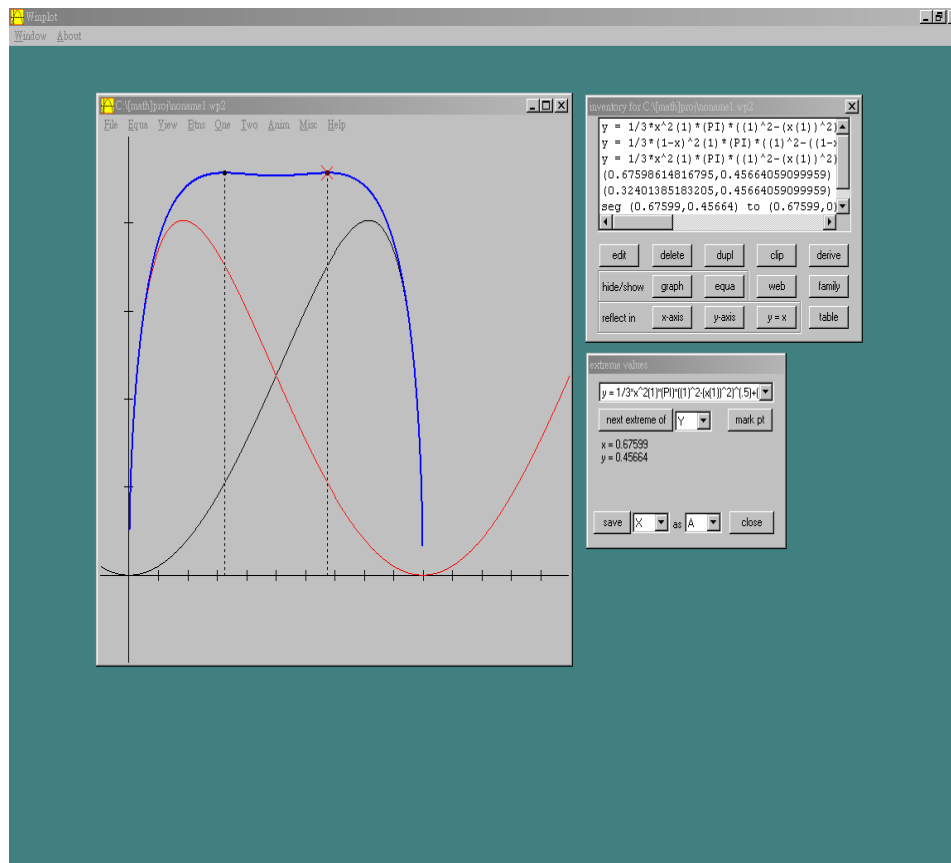 Winplot
Window About
C:\[math]proj\noname1.wp2
File Equa View Btns One Two Anim Misc Help
inventory for C:\[math]proj\noname1.wp2
y = 1/3*x^2(1)*(PI)*((1)^2-(x(1))^2)
y = 1/3*(1-x)^2(1)*(PI)*((1)^2-((1-x
y = 1/3*x^2(1)*(PI)*((1)^2-(x(1))^2)
(0.67598614816795,0.45664059099959)
(0.32401385183205,0.45664059099959)
seg (0.67599,0.45664) to (0.67599,0)
edit delete dupl clip derive
hide/show graph equa web family
reflect in x-axis y-axis y = x table
extreme values
y = 1/3*x^2(1)*(PI)*((1)^2-(x(1))^2)^(.5)+(
next extreme of Y mark pt
x = 0.67599
y = 0.45664
save X as A close